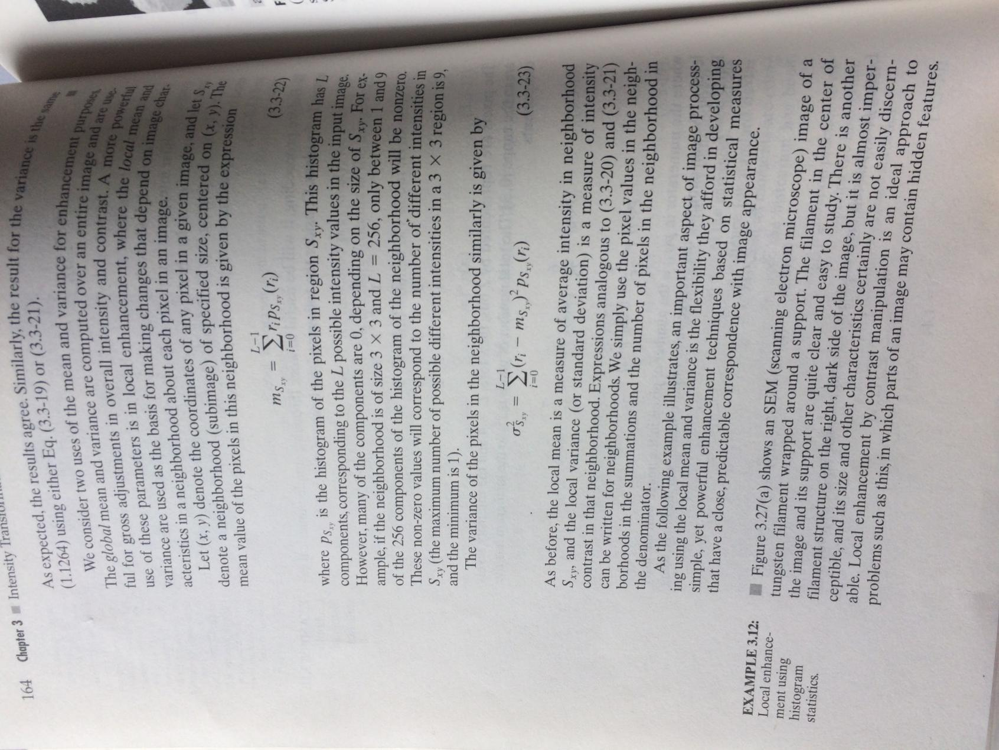 164 Chapter 3 ■ Intensity
As expected, the results agree. Similarly, the result for the variance is the same
(1.1264) using either Eq. (3.3-19) or (3.3-21). ■
We consider two uses of the mean and variance for enhancement purposes.
The global mean and variance are computed over an entire image and are use-
ful for gross adjustments in overall intensity and contrast. A more powerful
use of these parameters is in local enhancement, where the local mean and
variance are used as the basis for making changes that depend on image char-
acteristics in a neighborhood about each pixel in an image.
Let (x, y) denote the coordinates of any pixel in a given image, and let S_{xy}
denote a neighborhood (subimage) of specified size, centered on (x, y). The
mean value of the pixels in this neighborhood is given by the expression
m_{S_{xy}} = \sum_{i=0}^{L-1} r_i p_{S_{xy}}(r_i) (3.3-22)
where p_{S_{xy}} is the histogram of the pixels in region S_{xy}. This histogram has L
components, corresponding to the L possible intensity values in the input image.
However, many of the components are 0, depending on the size of S_{xy}. For ex-
ample, if the neighborhood is of size 3 × 3 and L = 256, only between 1 and 9
of the 256 components of the histogram of the neighborhood will be nonzero.
These non-zero values will correspond to the number of different intensities in
S_{xy} (the maximum number of possible different intensities in a 3 × 3 region is 9,
and the minimum is 1).
The variance of the pixels in the neighborhood similarly is given by
σ²_{S_{xy}} = \sum_{i=0}^{L-1} (r_i − m_{S_{xy}})² p_{S_{xy}}(r_i) (3.3-23)
As before, the local mean is a measure of average intensity in neighborhood
S_{xy}, and the local variance (or standard deviation) is a measure of intensity
contrast in that neighborhood. Expressions analogous to (3.3-20) and (3.3-21)
can be written for neighborhoods. We simply use the pixel values in the neigh-
borhoods in the summations and the number of pixels in the neighborhood in
the denominator.
As the following example illustrates, an important aspect of image process-
ing using the local mean and variance is the flexibility they afford in developing
simple, yet powerful enhancement techniques based on statistical measures
that have a close, predictable correspondence with image appearance.
EXAMPLE 3.12:
Local enhance-
ment using
histogram
statistics.
■ Figure 3.27(a) shows an SEM (scanning electron microscope) image of a
tungsten filament wrapped around a support. The filament in the center of
the image and its support are quite clear and easy to study. There is another
filament structure on the right, dark side of the image, but it is almost imper-
ceptible, and its size and other characteristics certainly are not easily discern-
able. Local enhancement by contrast manipulation is an ideal approach to
problems such as this, in which parts of an image may contain hidden features.